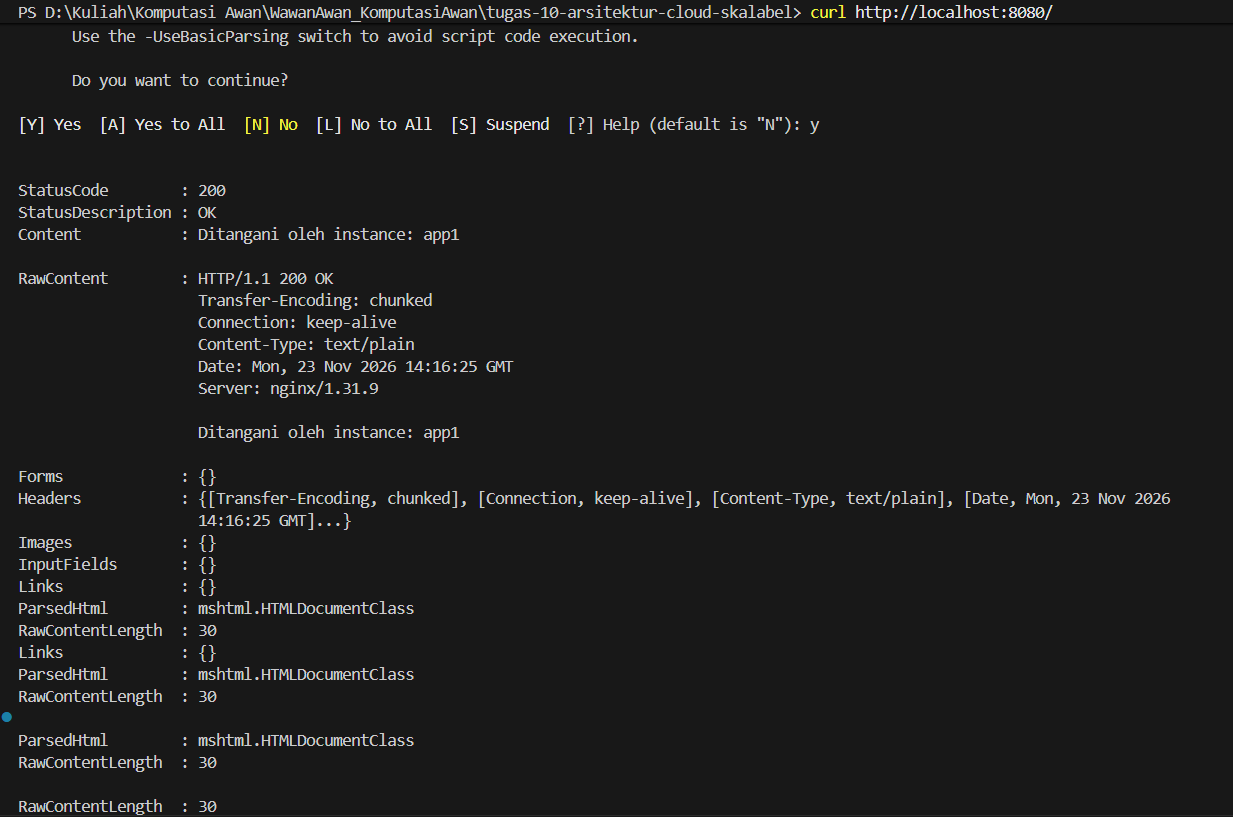 PS D:\Kuliah\Komputasi Awan\WawanAwan_KomputasiAwan\tugas-10-arsitektur-cloud-skalabel> curl http://localhost:8080/
      Use the -UseBasicParsing switch to avoid script code execution.

      Do you want to continue?

[Y] Yes  [A] Yes to All  [N] No  [L] No to All  [S] Suspend  [?] Help (default is "N"): y


StatusCode        : 200
StatusDescription : OK
Content           : Ditangani oleh instance: app1

RawContent        : HTTP/1.1 200 OK
                    Transfer-Encoding: chunked
                    Connection: keep-alive
                    Content-Type: text/plain
                    Date: Mon, 23 Nov 2026 14:16:25 GMT
                    Server: nginx/1.31.9

                    Ditangani oleh instance: app1

Forms             : {}
Headers           : {[Transfer-Encoding, chunked], [Connection, keep-alive], [Content-Type, text/plain], [Date, Mon, 23 Nov 2026
                    14:16:25 GMT]...}
Images            : {}
InputFields       : {}
Links             : {}
ParsedHtml        : mshtml.HTMLDocumentClass
RawContentLength  : 30
Links             : {}
ParsedHtml        : mshtml.HTMLDocumentClass
RawContentLength  : 30

ParsedHtml        : mshtml.HTMLDocumentClass
RawContentLength  : 30

RawContentLength  : 30